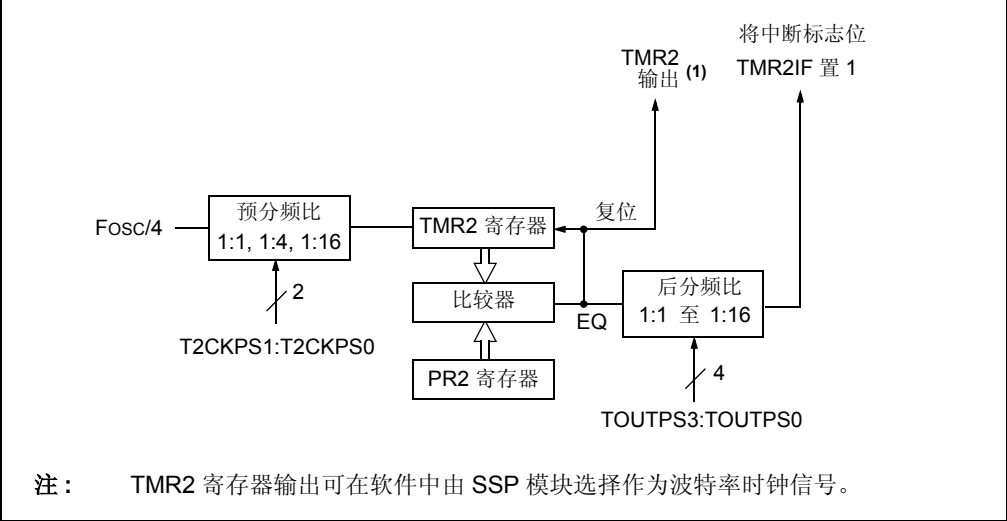 将中断标志位
TMR2IF 置 1
TMR2
输出 (1)
复位
FOSC/4
预分频比
1:1, 1:4, 1:16
TMR2 寄存器
2
T2CKPS1:T2CKPS0
比较器
EQ
后分频比
1:1 至 1:16
PR2 寄存器
4
TOUTPS3:TOUTPS0
注： TMR2 寄存器输出可在软件中由 SSP 模块选择作为波特率时钟信号。